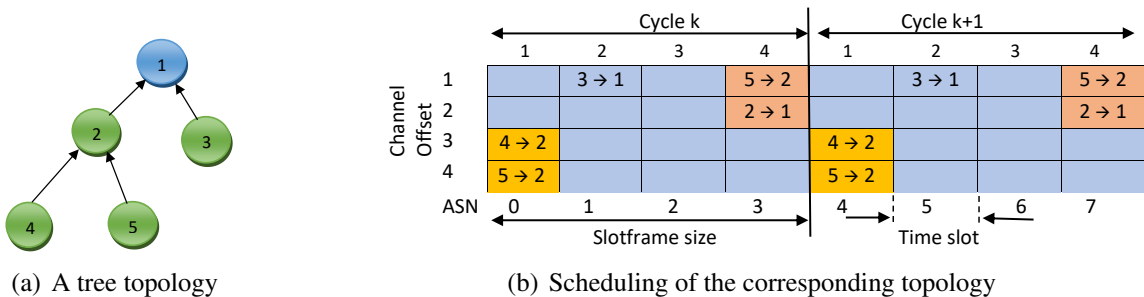 1
2
3
4
5
(a) A tree topology
Cycle k
Cycle k+1
1 2 3 4 1 2 3 4
Channel
Offset
1 3 → 1 5 → 2 3 → 1 5 → 2
2 2 → 1 2 → 1
3 4 → 2 4 → 2
4 5 → 2 5 → 2
ASN 0 1 2 3 4 5 6 7
Slotframe size
Time slot
(b) Scheduling of the corresponding topology